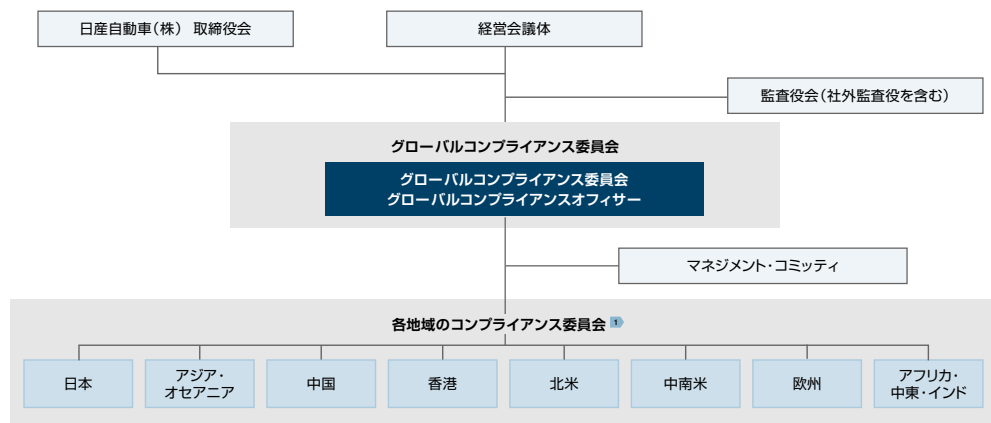 日産自動車(株) 取締役会
経営会議体
監査役会(社外監査役を含む)
グローバルコンプライアンス委員会
グローバルコンプライアンス委員会
グローバルコンプライアンスオフィサー
マネジメント・コミッティ
各地域のコンプライアンス委員会 1
日本
アジア・
オセアニア
中国
香港
北米
中南米
欧州
アフリカ・
中東・インド